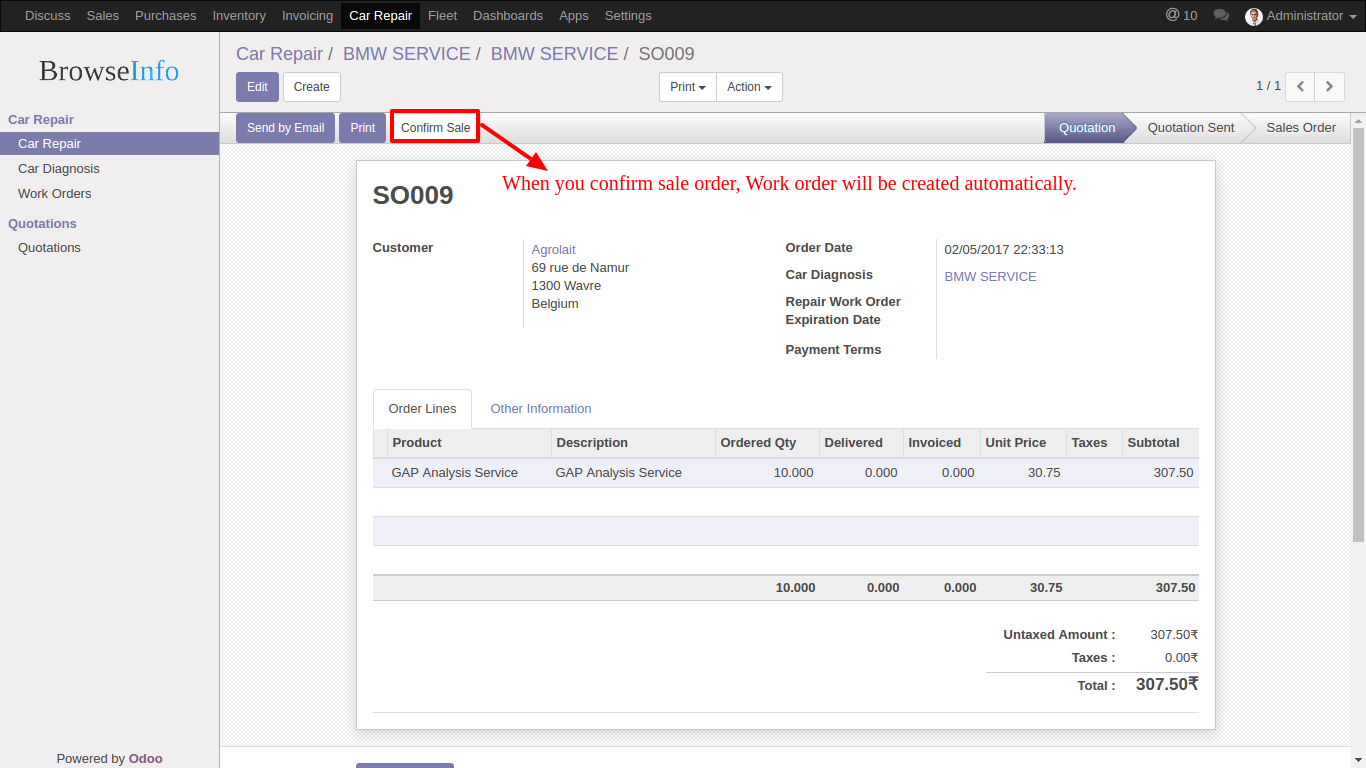 Discuss Sales Purchases Inventory Invoicing Car Repair Fleet Dashboards Apps Settings @ 10 Administrator
BrowseInfo
Car Repair
Car Repair
Car Diagnosis
Work Orders
Quotations
Quotations
Powered by Odoo
Car Repair / BMW SERVICE / BMW SERVICE / SO009
Edit Create Print Action 1 / 1
Send by Email Print Confirm Sale Quotation Quotation Sent Sales Order
When you confirm sale order, Work order will be created automatically.
SO009
Customer
Agrolait
69 rue de Namur
1300 Wavre
Belgium
Order Date 02/05/2017 22:33:13
Car Diagnosis BMW SERVICE
Repair Work Order
Expiration Date
Payment Terms
Order Lines Other Information
Product Description Ordered Qty Delivered Invoiced Unit Price Taxes Subtotal
GAP Analysis Service GAP Analysis Service 10.000 0.000 0.000 30.75 307.50
10.000 0.000 0.000 30.75 307.50
Untaxed Amount : 307.50₹
Taxes : 0.00₹
Total : 307.50₹